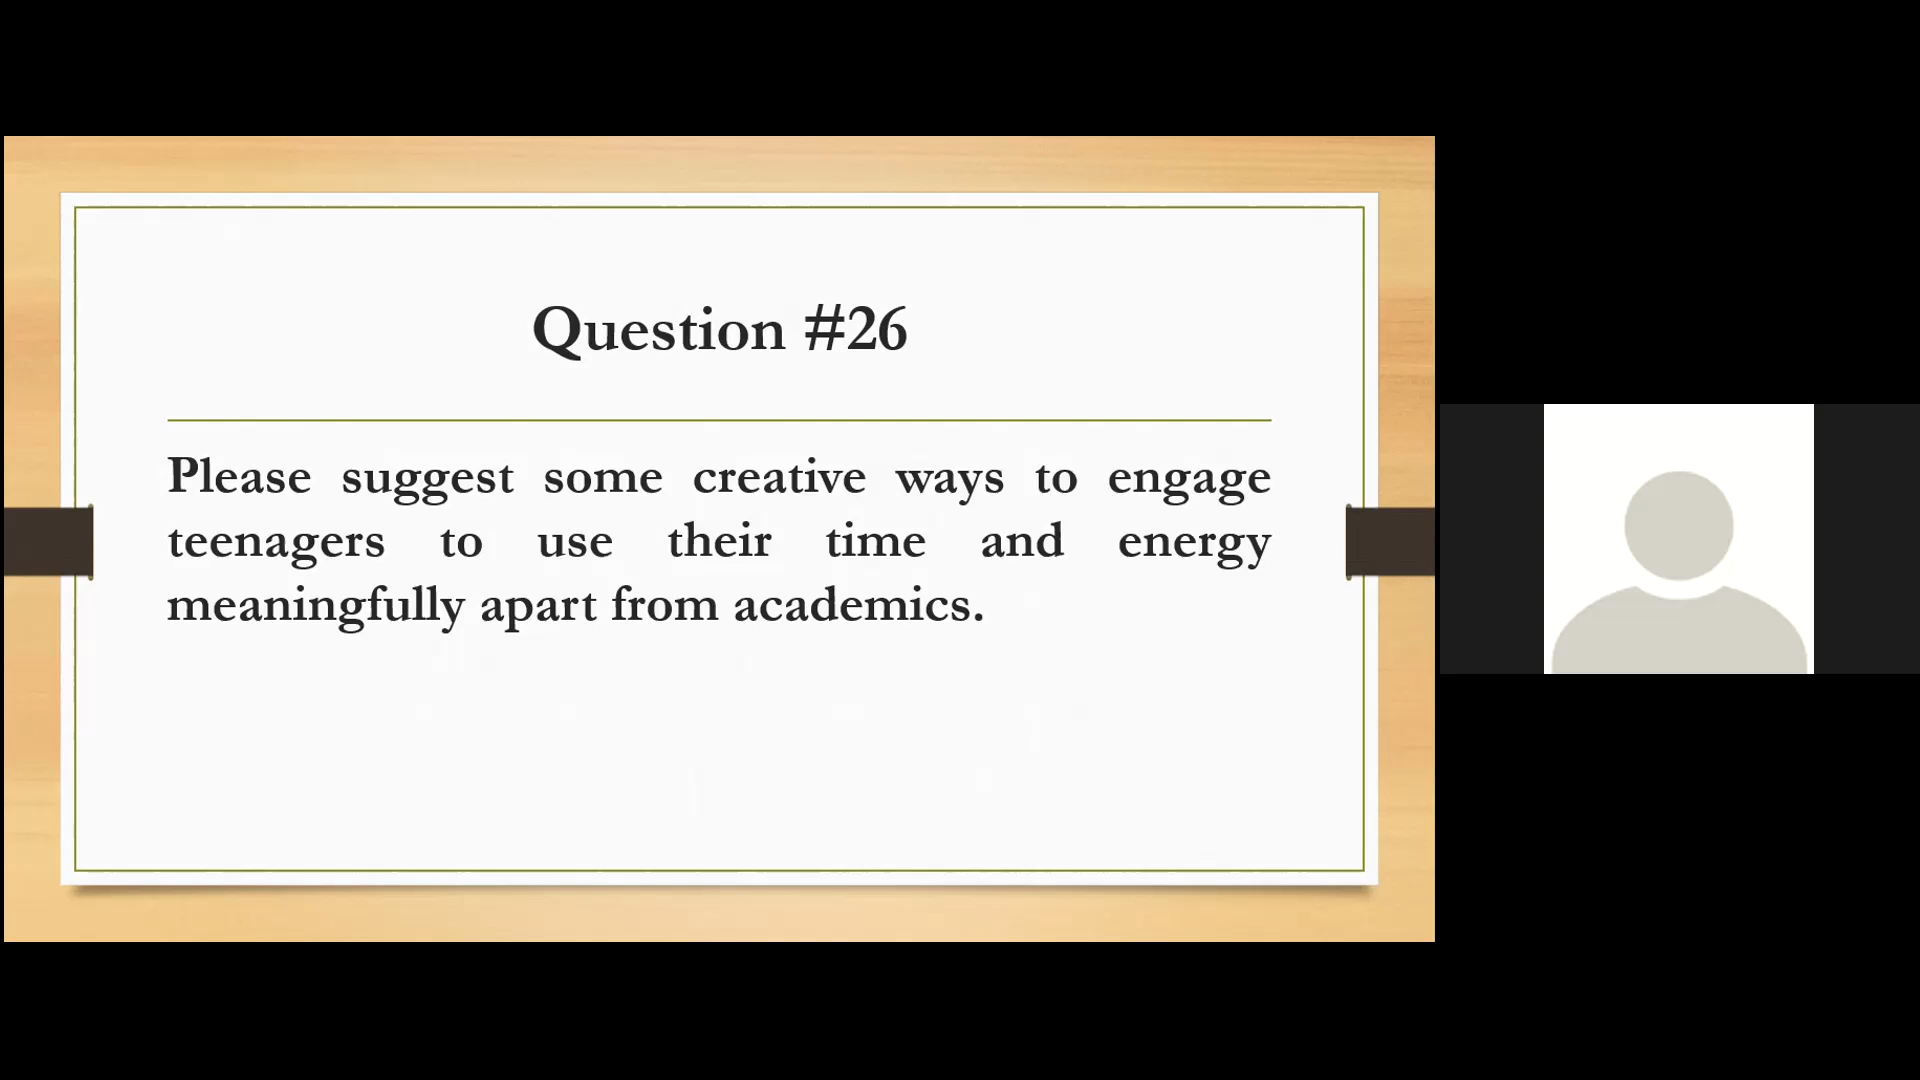 Question #26
Please suggest some creative ways to engage
teenagers to use their time and energy
meaningfully apart from academics.